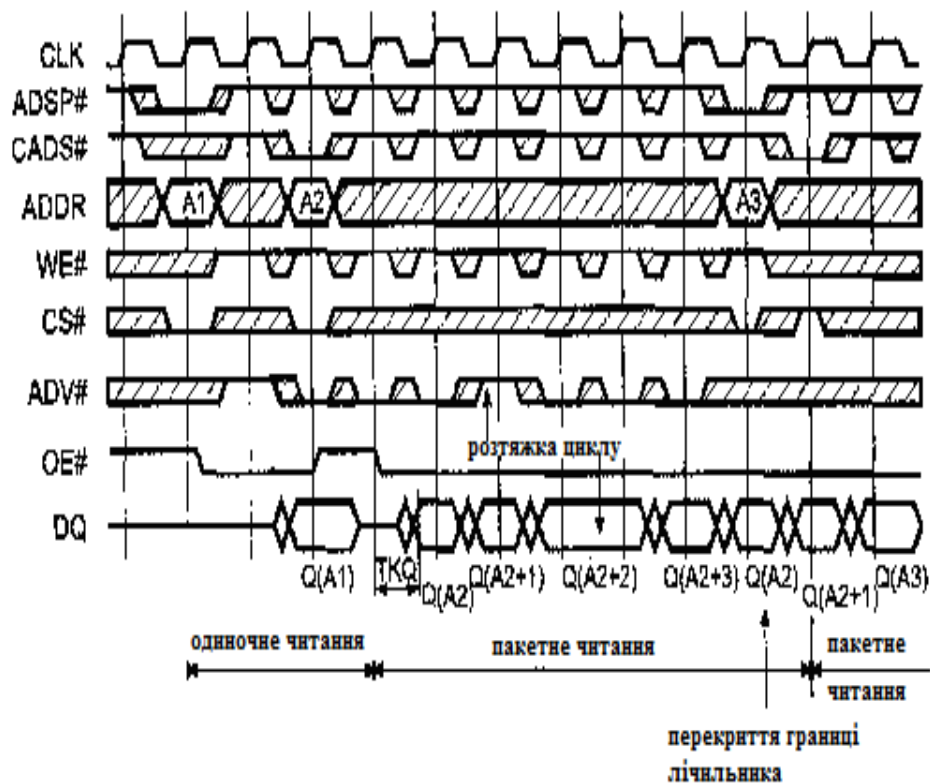 CLK
ADSP#
CADS#
ADDR A1 A2 A3
WE#
CS#
ADV#
розтяжка циклу
OE#
DQ
Q(A1) TKQ Q(A2) Q(A2+1) Q(A2+2) Q(A2+3) Q(A2) Q(A2+1) Q(A3)
одиночне читання
пакетне читання
пакетне
читання
перекриття границі
лічильника